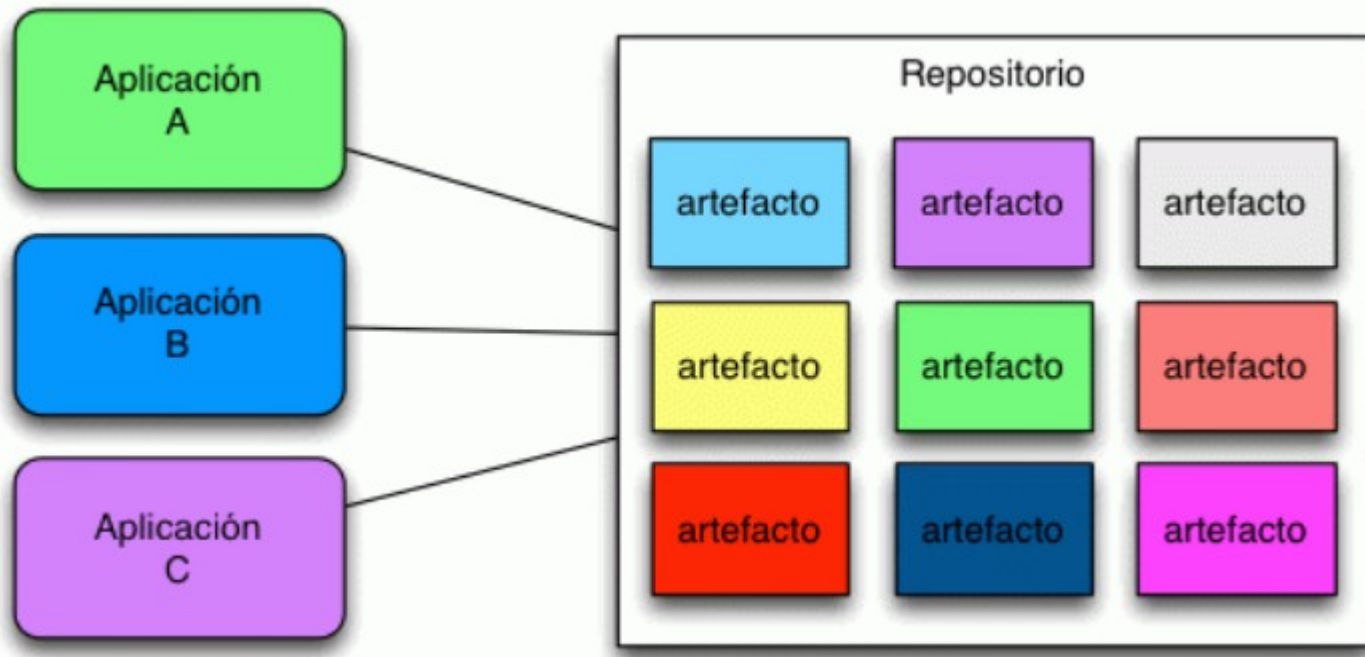 Aplicación
A
Aplicación
B
Aplicación
C
Repositorio
artefacto artefacto artefacto
artefacto artefacto artefacto
artefacto artefacto artefacto